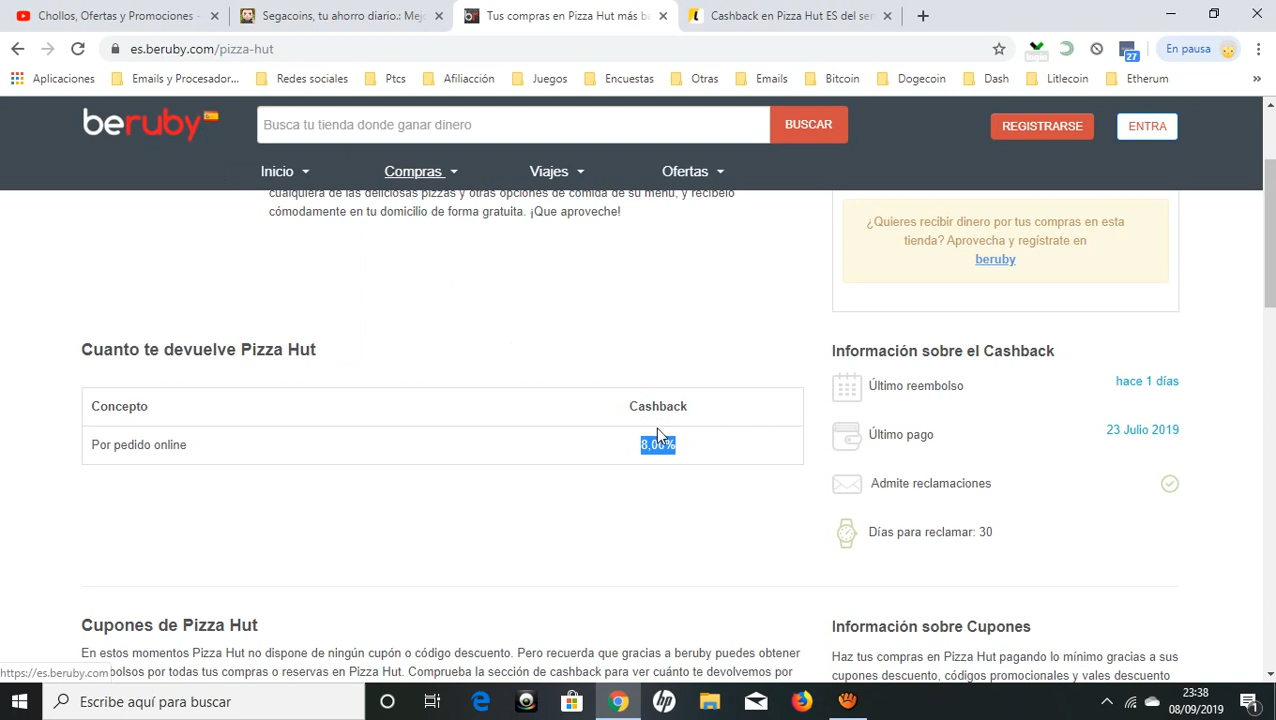 Chollos, Ofertas y Promociones -
Segacoins, tu ahorro diario.: Mejo
Tus compras en Pizza Hut más ba
Cashback en Pizza Hut ES del ser
es.beruby.com/pizza-hut
27
En pausa
Aplicaciones
Emails y Procesador...
Redes sociales
Ptcs
Afiliacción
Juegos
Encuestas
Otras
Emails
Bitcoin
Dogecoin
Dash
Litlecoin
Etherum
»
beruby
Busca tu tienda donde ganar dinero
BUSCAR
REGISTRARSE
ENTRA
Inicio
Compras
Viajes
Ofertas
cualquiera de las deliciosas pizzas y otras opciones de comida de su menú, y recíbelo
cómodamente en tu domicilio de forma gratuita. ¡Que aproveche!
¿Quieres recibir dinero por tus compras en esta
tienda? Aprovecha y regístrate en
beruby
Cuanto te devuelve Pizza Hut
Concepto
Cashback
Por pedido online
8,00%
Información sobre el Cashback
Último reembolso
hace 1 días
Último pago
23 Julio 2019
Admite reclamaciones
Días para reclamar: 30
Cupones de Pizza Hut
En estos momentos Pizza Hut no dispone de ningún cupón o código descuento. Pero recuerda que gracias a beruby puedes obtener
bolsos por todas tus compras o reservas en Pizza Hut. Comprueba la sección de cashback para ver cuánto te devolvemos por
Información sobre Cupones
Haz tus compras en Pizza Hut pagando lo mínimo gracias a sus
cupones descuento, códigos promocionales y vales descuento
https://es.beruby.com
Escribe aquí para buscar
hp
23:38
08/09/2019
1